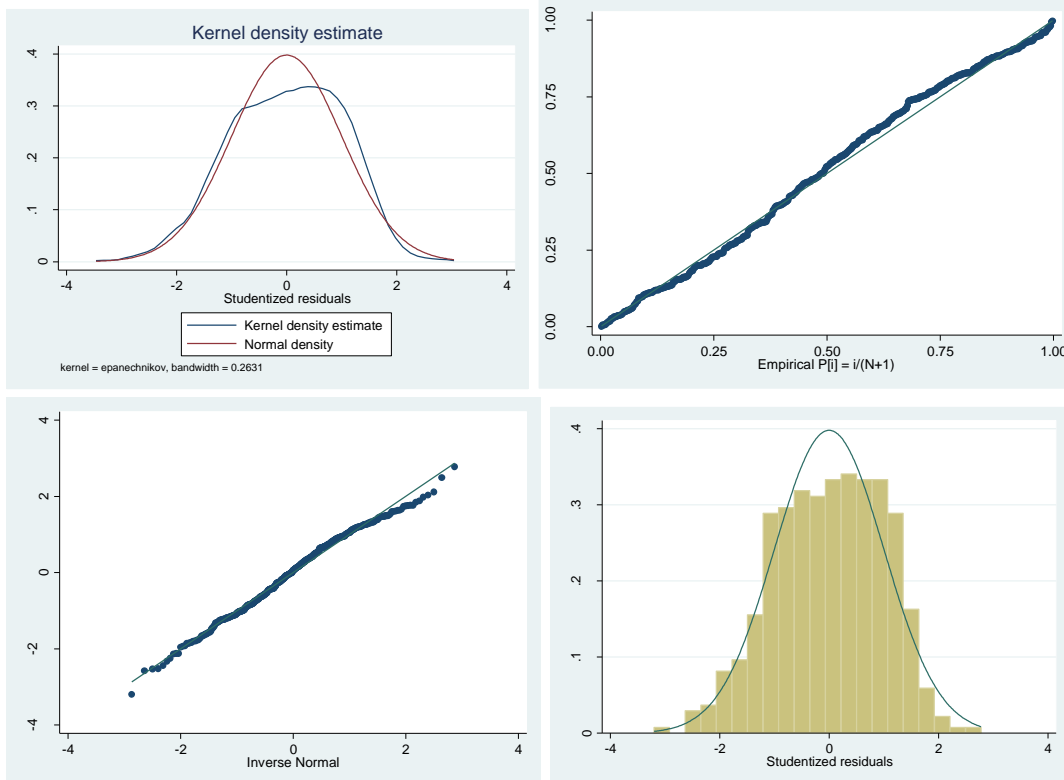 Kernel density estimate
.4
.3
.2
.1
0
-4 -2 0 2 4
Studentized residuals
Kernel density estimate
Normal density
kernel = epanechnikov, bandwidth = 0.2631
1.00
0.75
0.50
0.25
0.00
0.00 0.25 0.50 0.75 1.00
Empirical P[i] = i/(N+1)
4
2
0
-2
-4
-4 -2 0 2 4
Inverse Normal
.4
.3
.2
.1
0
-4 -2 0 2 4
Studentized residuals